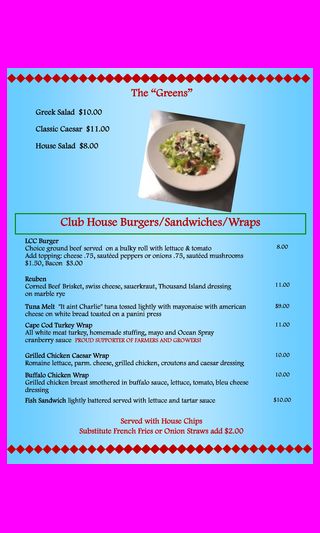 The “Greens”
Greek Salad $10.00
Classic Caesar $11.00
House Salad $8.00
Club House Burgers/Sandwiches/Wraps
LCC Burger
Choice ground beef served on a bulky roll with lettuce & tomato 8.00
Add topping: cheese .75, sautéed peppers or onions .75, sautéed mushrooms
$1.50, Bacon $3.00
Reuben
Corned Beef Brisket, swiss cheese, sauerkraut, Thousand Island dressing 11.00
on marble rye
Tuna Melt "It aint Charlie" tuna tossed lightly with mayonaise with american $9.00
cheese on white bread toasted on a panini press
Cape Cod Turkey Wrap 11.00
All white meat turkey, homemade stuffing, mayo and Ocean Spray
cranberry sauce PROUD SUPPORTER OF FARMERS AND GROWERS!
Grilled Chicken Caesar Wrap 10.00
Romaine lettuce, parm. cheese, grilled chicken, croutons and caesar dressing
Buffalo Chicken Wrap 10.00
Grilled chicken breast smothered in buffalo sauce, lettuce, tomato, bleu cheese
dressing
Fish Sandwich lightly battered served with lettuce and tartar sauce $10.00
Served with House Chips
Substitute French Fries or Onion Straws add $2.00